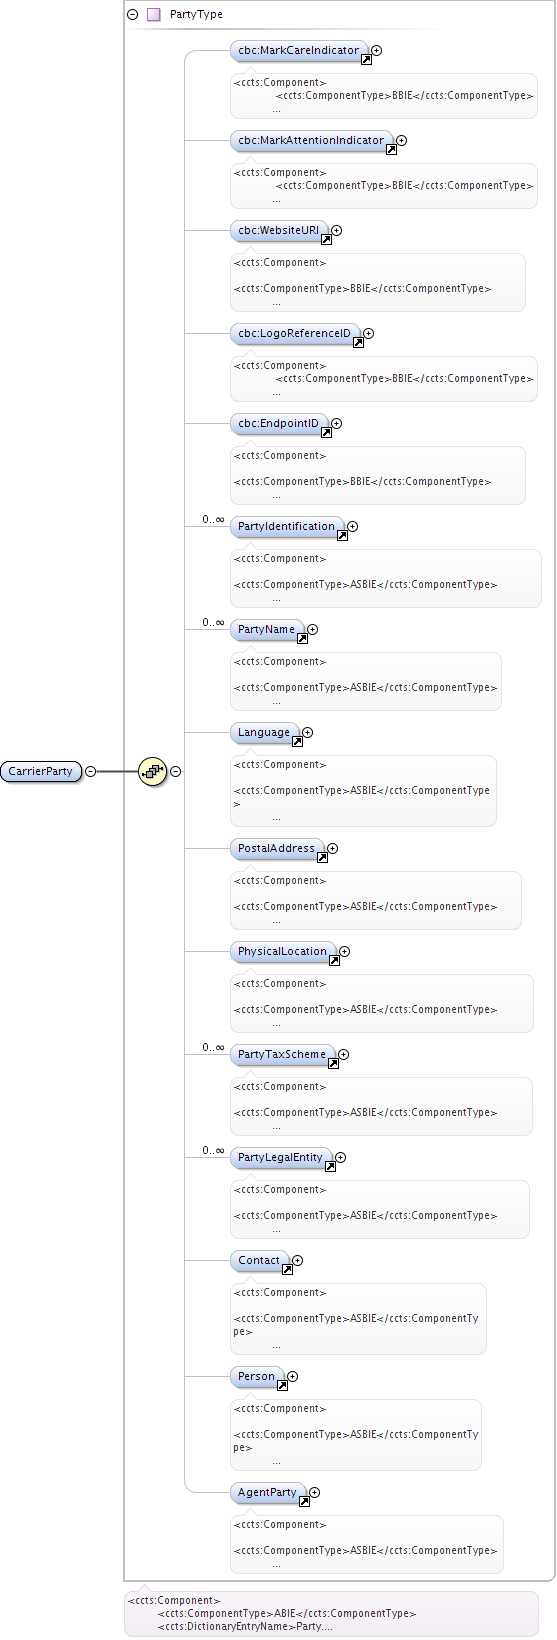 PartyType
cbc:MarkCareIndicator
<ccts:Component>
<ccts:ComponentType>BBIE</ccts:ComponentType>
...
cbc:MarkAttentionIndicator
<ccts:Component>
<ccts:ComponentType>BBIE</ccts:ComponentType>
...
cbc:WebsiteURI
<ccts:Component>
<ccts:ComponentType>BBIE</ccts:ComponentType>
...
cbc:LogoReferenceID
<ccts:Component>
<ccts:ComponentType>BBIE</ccts:ComponentType>
...
cbc:EndpointID
<ccts:Component>
<ccts:ComponentType>BBIE</ccts:ComponentType>
...
0..∞ PartyIdentification
<ccts:Component>
<ccts:ComponentType>ASBIE</ccts:ComponentType>
...
0..∞ PartyName
<ccts:Component>
<ccts:ComponentType>ASBIE</ccts:ComponentType>
...
Language
<ccts:Component>
<ccts:ComponentType>ASBIE</ccts:ComponentType
>
...
CarrierParty
PostalAddress
<ccts:Component>
<ccts:ComponentType>ASBIE</ccts:ComponentType>
...
PhysicalLocation
<ccts:Component>
<ccts:ComponentType>ASBIE</ccts:ComponentType>
...
0..∞ PartyTaxScheme
<ccts:Component>
<ccts:ComponentType>ASBIE</ccts:ComponentType>
...
0..∞ PartyLegalEntity
<ccts:Component>
<ccts:ComponentType>ASBIE</ccts:ComponentType>
...
Contact
<ccts:Component>
<ccts:ComponentType>ASBIE</ccts:ComponentTy
pe>
...
Person
<ccts:Component>
<ccts:ComponentType>ASBIE</ccts:ComponentTy
pe>
...
AgentParty
<ccts:Component>
<ccts:ComponentType>ASBIE</ccts:ComponentType>
...
<ccts:Component>
<ccts:ComponentType>ABIE</ccts:ComponentType>
<ccts:DictionaryEntryName>Party....